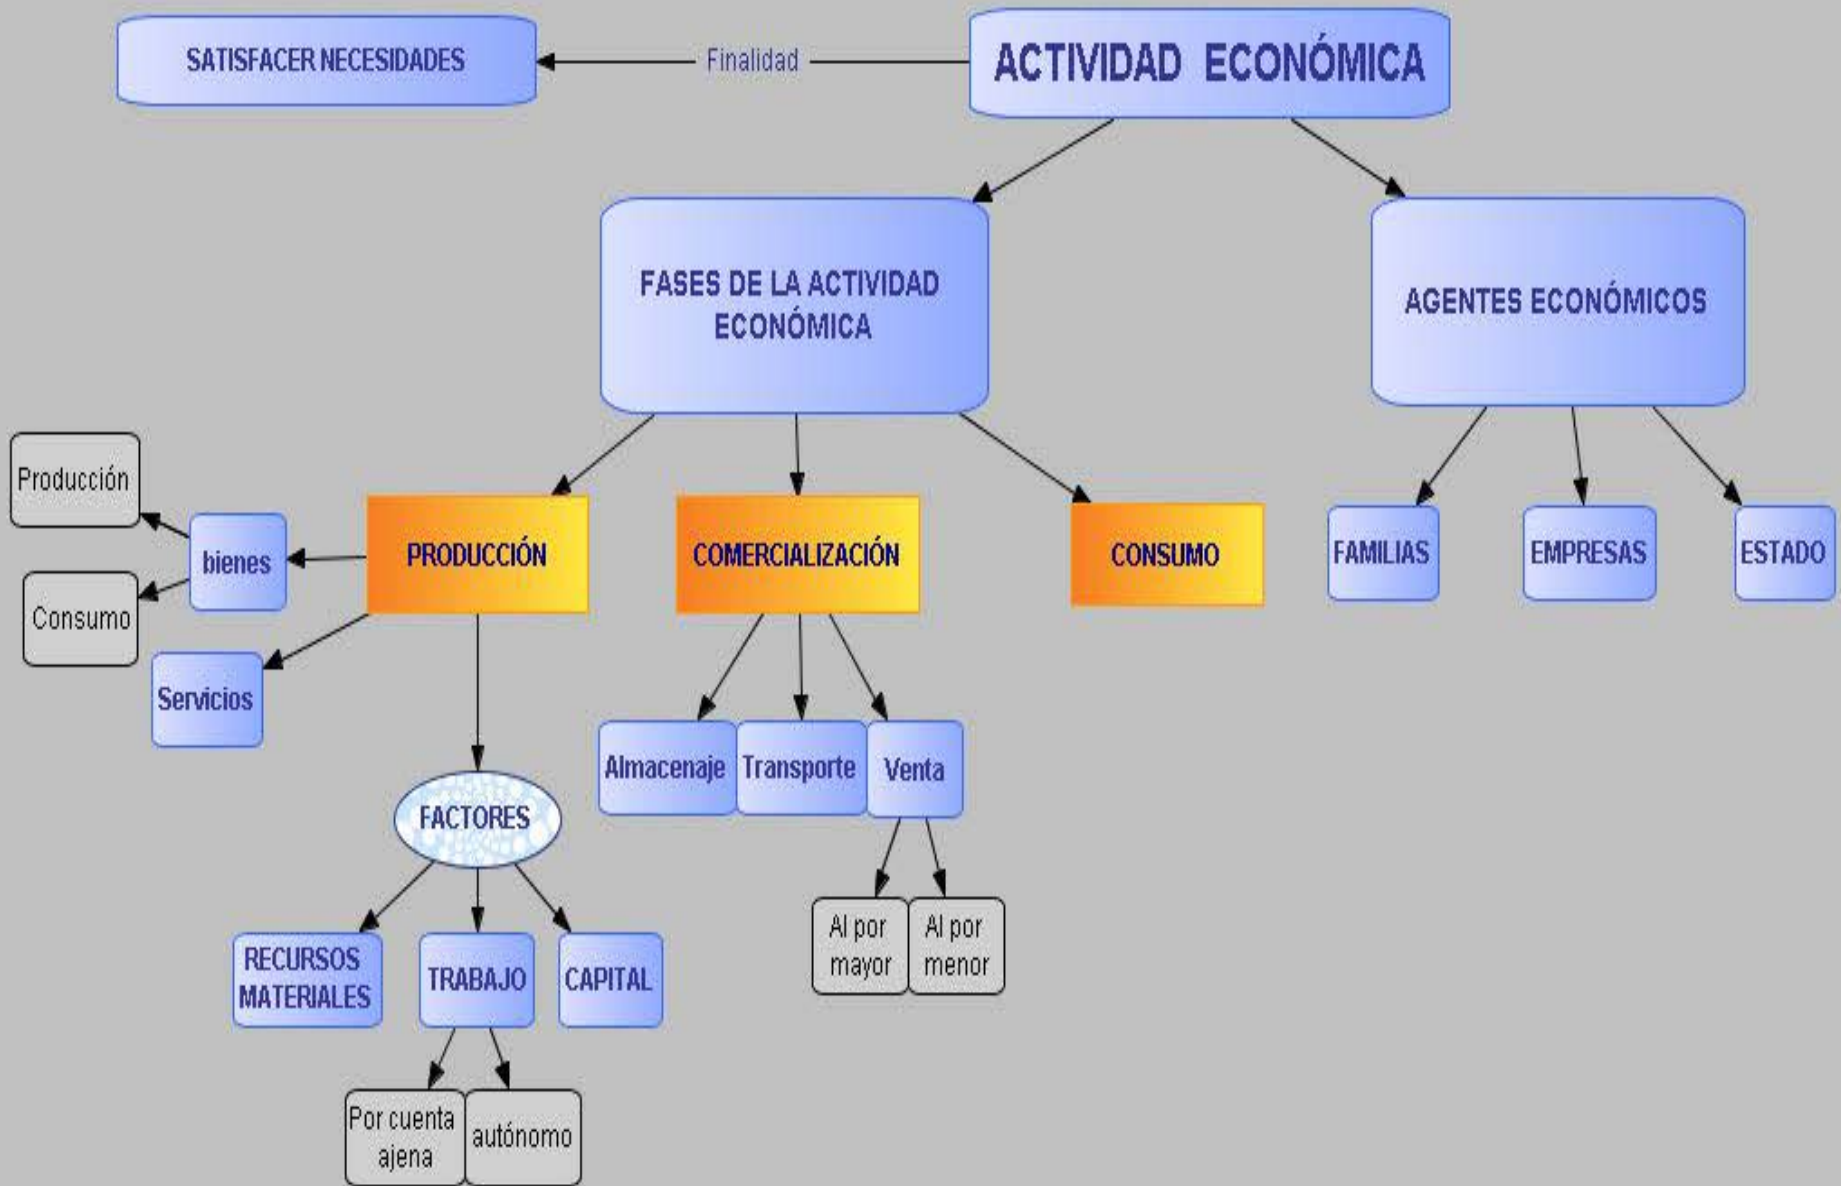 SATISFACER NECESIDADES
Finalidad
ACTIVIDAD ECONÓMICA
FASES DE LA ACTIVIDAD
ECONÓMICA
AGENTES ECONÓMICOS
Producción
bienes
Consumo
Servicios
PRODUCCIÓN
COMERCIALIZACIÓN
CONSUMO
FAMILIAS
EMPRESAS
ESTADO
FACTORES
Almacenaje
Transporte
Venta
RECURSOS
MATERIALES
TRABAJO
CAPITAL
Al por
mayor
Al por
menor
Por cuenta
ajena
autónomo